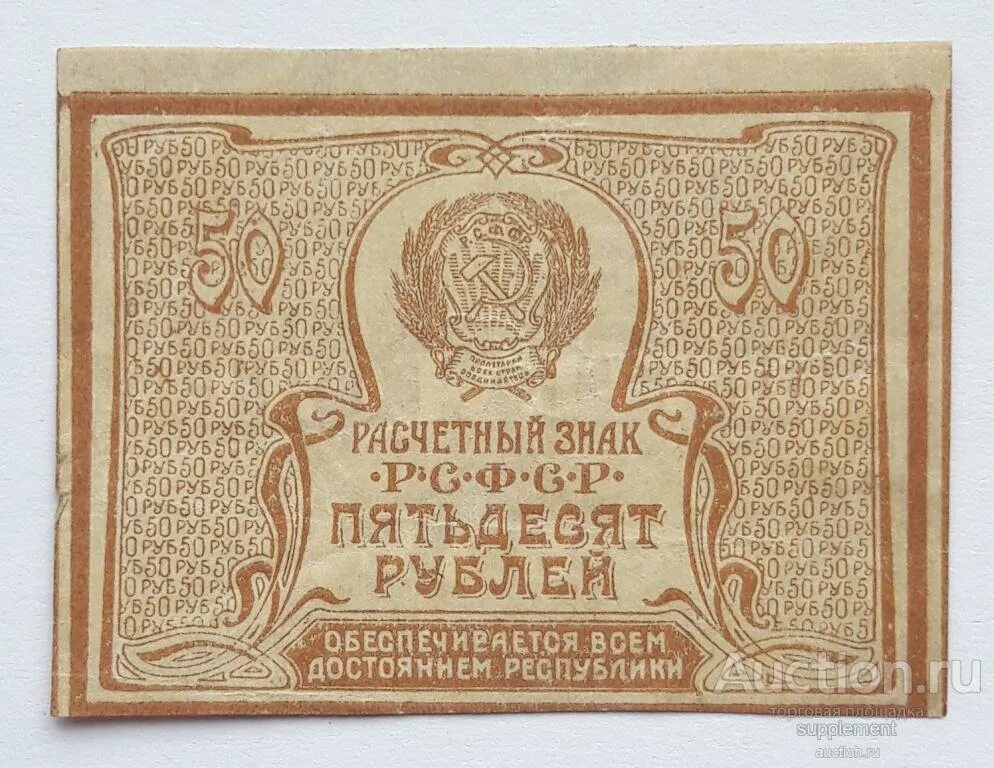 50 50
Р.С.Ф.С.Р.
ПРОЛЕТАРИИ
ВСЕХ СТРАН
СОЕДИНЯЙТЕСЬ
РАСЧЕТНЫЙ ЗНАК
·Р·С·Ф·С·Р·
ПЯТЬДЕСЯТ
РУБЛЕЙ
ОБЕСПЕЧИВАЕТСЯ ВСЕМ
ДОСТОЯНИЕМ РЕСПУБЛИКИ
Auction.ru
торговая площадка
supplement
auction.ru